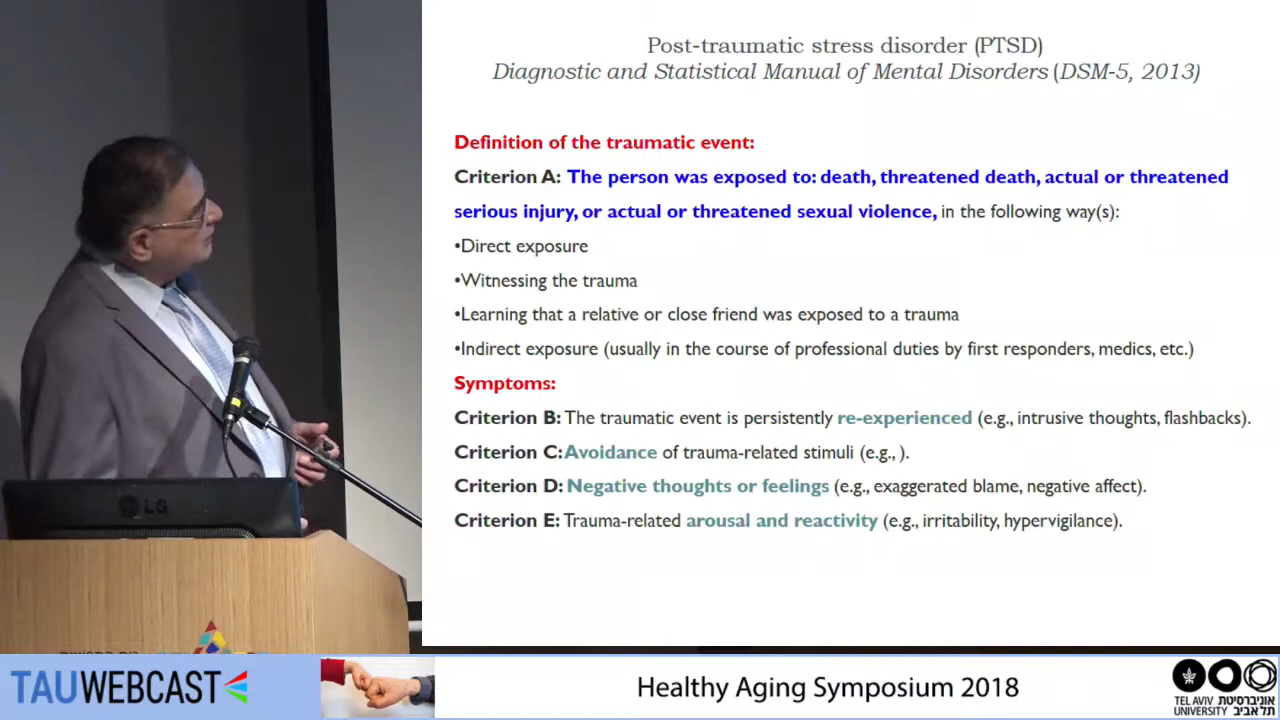 Post-traumatic stress disorder (PTSD)
Diagnostic and Statistical Manual of Mental Disorders (DSM-5, 2013)
Definition of the traumatic event:
Criterion A: The person was exposed to: death, threatened death, actual or threatened
serious injury, or actual or threatened sexual violence, in the following way(s):
•Direct exposure
•Witnessing the trauma
•Learning that a relative or close friend was exposed to a trauma
•Indirect exposure (usually in the course of professional duties by first responders, medics, etc.)
Symptoms:
Criterion B: The traumatic event is persistently re-experienced (e.g., intrusive thoughts, flashbacks).
Criterion C: Avoidance of trauma-related stimuli (e.g., ).
Criterion D: Negative thoughts or feelings (e.g., exaggerated blame, negative affect).
Criterion E: Trauma-related arousal and reactivity (e.g., irritability, hypervigilance).
LG
TAUWEBCAST
Healthy Aging Symposium 2018
TEL AVIV אוניברסיטת
UNIVERSITY תל אביב